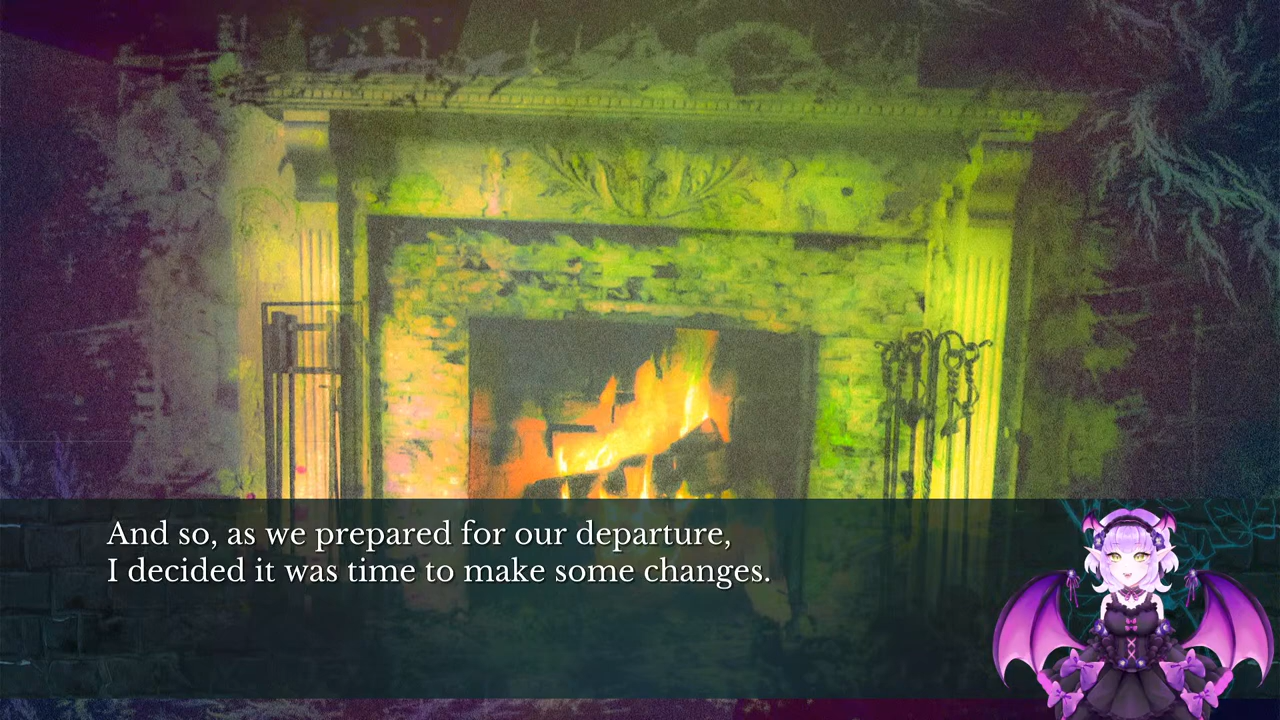 And so, as we prepared for our departure,
I decided it was time to make some changes.